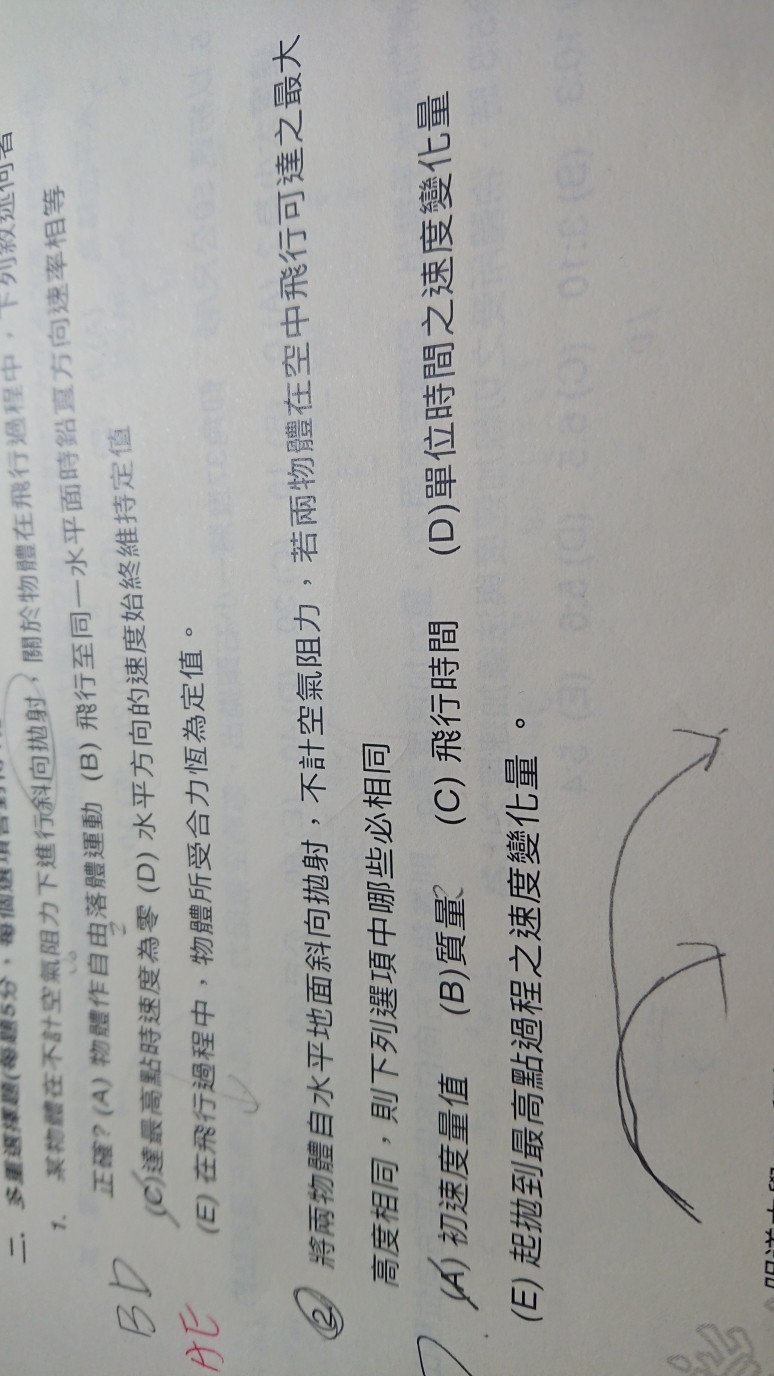 二. 多重選擇題(每題5分,每個選項答對得
1. 某物體在不計空氣阻力下進行斜向拋射,關於物體在飛行過程中,下列敘述何者
正確?(A) 物體作自由落體運動 (B) 飛行至同一水平面時鉛直方向速率相等
(C)達最高點時速度為零 (D) 水平方向的速度始終維持定值
(E) 在飛行過程中,物體所受合力恆為定值。
BD
AE
2. 將兩物體自水平地面斜向拋射,不計空氣阻力,若兩物體在空中飛行可達之最大
高度相同,則下列選項中哪些必相同
(A) 初速度量值 (B)質量、 (C) 飛行時間 (D)單位時間之速度變化量
(E) 起拋到最高點過程之速度變化量。